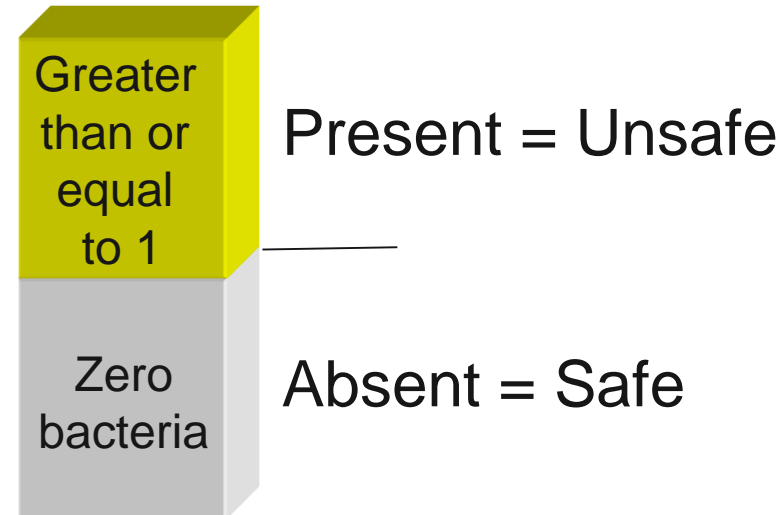 Greater
than or
equal
to 1
Present = Unsafe
Zero
bacteria
Absent = Safe